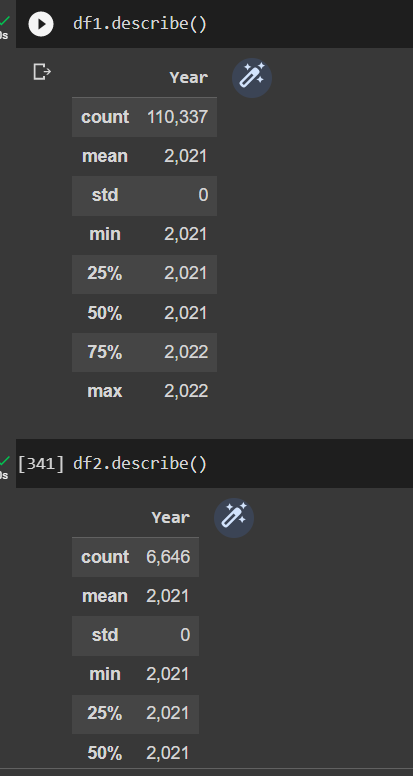 df1.describe()
0s
Year
count 110,337
mean 2,021
std 0
min 2,021
25% 2,021
50% 2,021
75% 2,022
max 2,022
[341] df2.describe()
0s
Year
count 6,646
mean 2,021
std 0
min 2,021
25% 2,021
50% 2,021